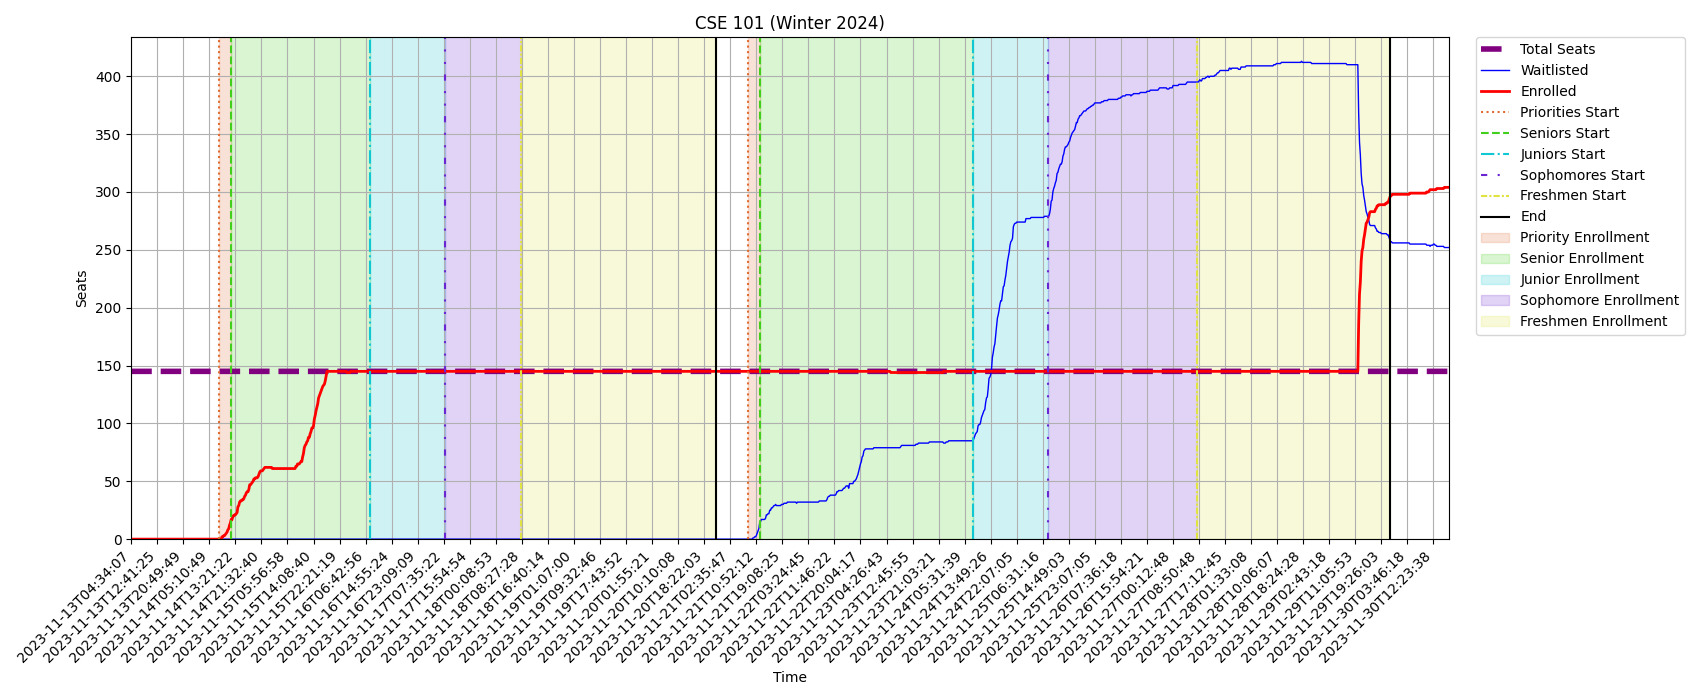 CSE 101 (Winter 2024)
Seats
400
350
300
250
200
150
100
50
0
2023-11-13T04:34:07
2023-11-13T12:41:25
2023-11-13T20:49:49
2023-11-14T05:10:49
2023-11-14T13:21:22
2023-11-14T21:32:40
2023-11-15T05:56:58
2023-11-15T14:08:40
2023-11-15T22:21:19
2023-11-16T06:42:56
2023-11-16T14:55:24
2023-11-16T23:09:09
2023-11-17T07:35:22
2023-11-17T15:54:54
2023-11-18T00:08:53
2023-11-18T08:27:28
2023-11-18T16:40:14
2023-11-19T01:07:00
2023-11-19T09:32:46
2023-11-19T17:43:52
2023-11-20T01:55:21
2023-11-20T10:10:08
2023-11-20T18:22:03
2023-11-21T02:35:47
2023-11-21T10:52:12
2023-11-21T19:08:25
2023-11-22T03:24:45
2023-11-22T11:46:22
2023-11-22T20:04:17
2023-11-23T04:26:43
2023-11-23T12:45:55
2023-11-23T21:03:21
2023-11-24T05:31:39
2023-11-24T13:49:26
2023-11-24T22:07:05
2023-11-25T06:31:16
2023-11-25T14:49:03
2023-11-25T23:07:05
2023-11-26T07:36:18
2023-11-26T15:54:21
2023-11-27T00:12:48
2023-11-27T08:50:48
2023-11-27T17:12:45
2023-11-28T01:33:08
2023-11-28T10:06:07
2023-11-28T18:24:28
2023-11-29T02:43:18
2023-11-29T11:05:53
2023-11-29T19:26:03
2023-11-30T03:46:18
2023-11-30T12:23:38
Time
Total Seats
Waitlisted
Enrolled
Priorities Start
Seniors Start
Juniors Start
Sophomores Start
Freshmen Start
End
Priority Enrollment
Senior Enrollment
Junior Enrollment
Sophomore Enrollment
Freshmen Enrollment